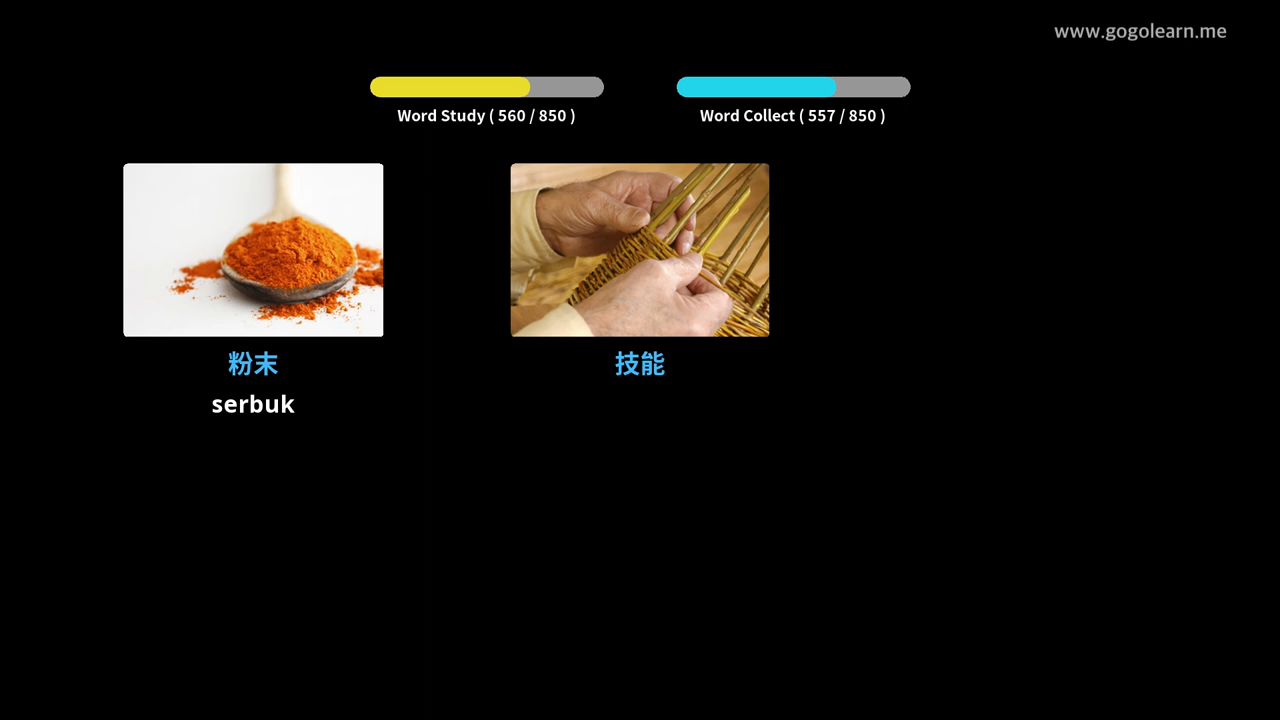 www.gogolearn.me
Word Study ( 560 / 850 )
Word Collect ( 557 / 850 )
粉末
serbuk
技能